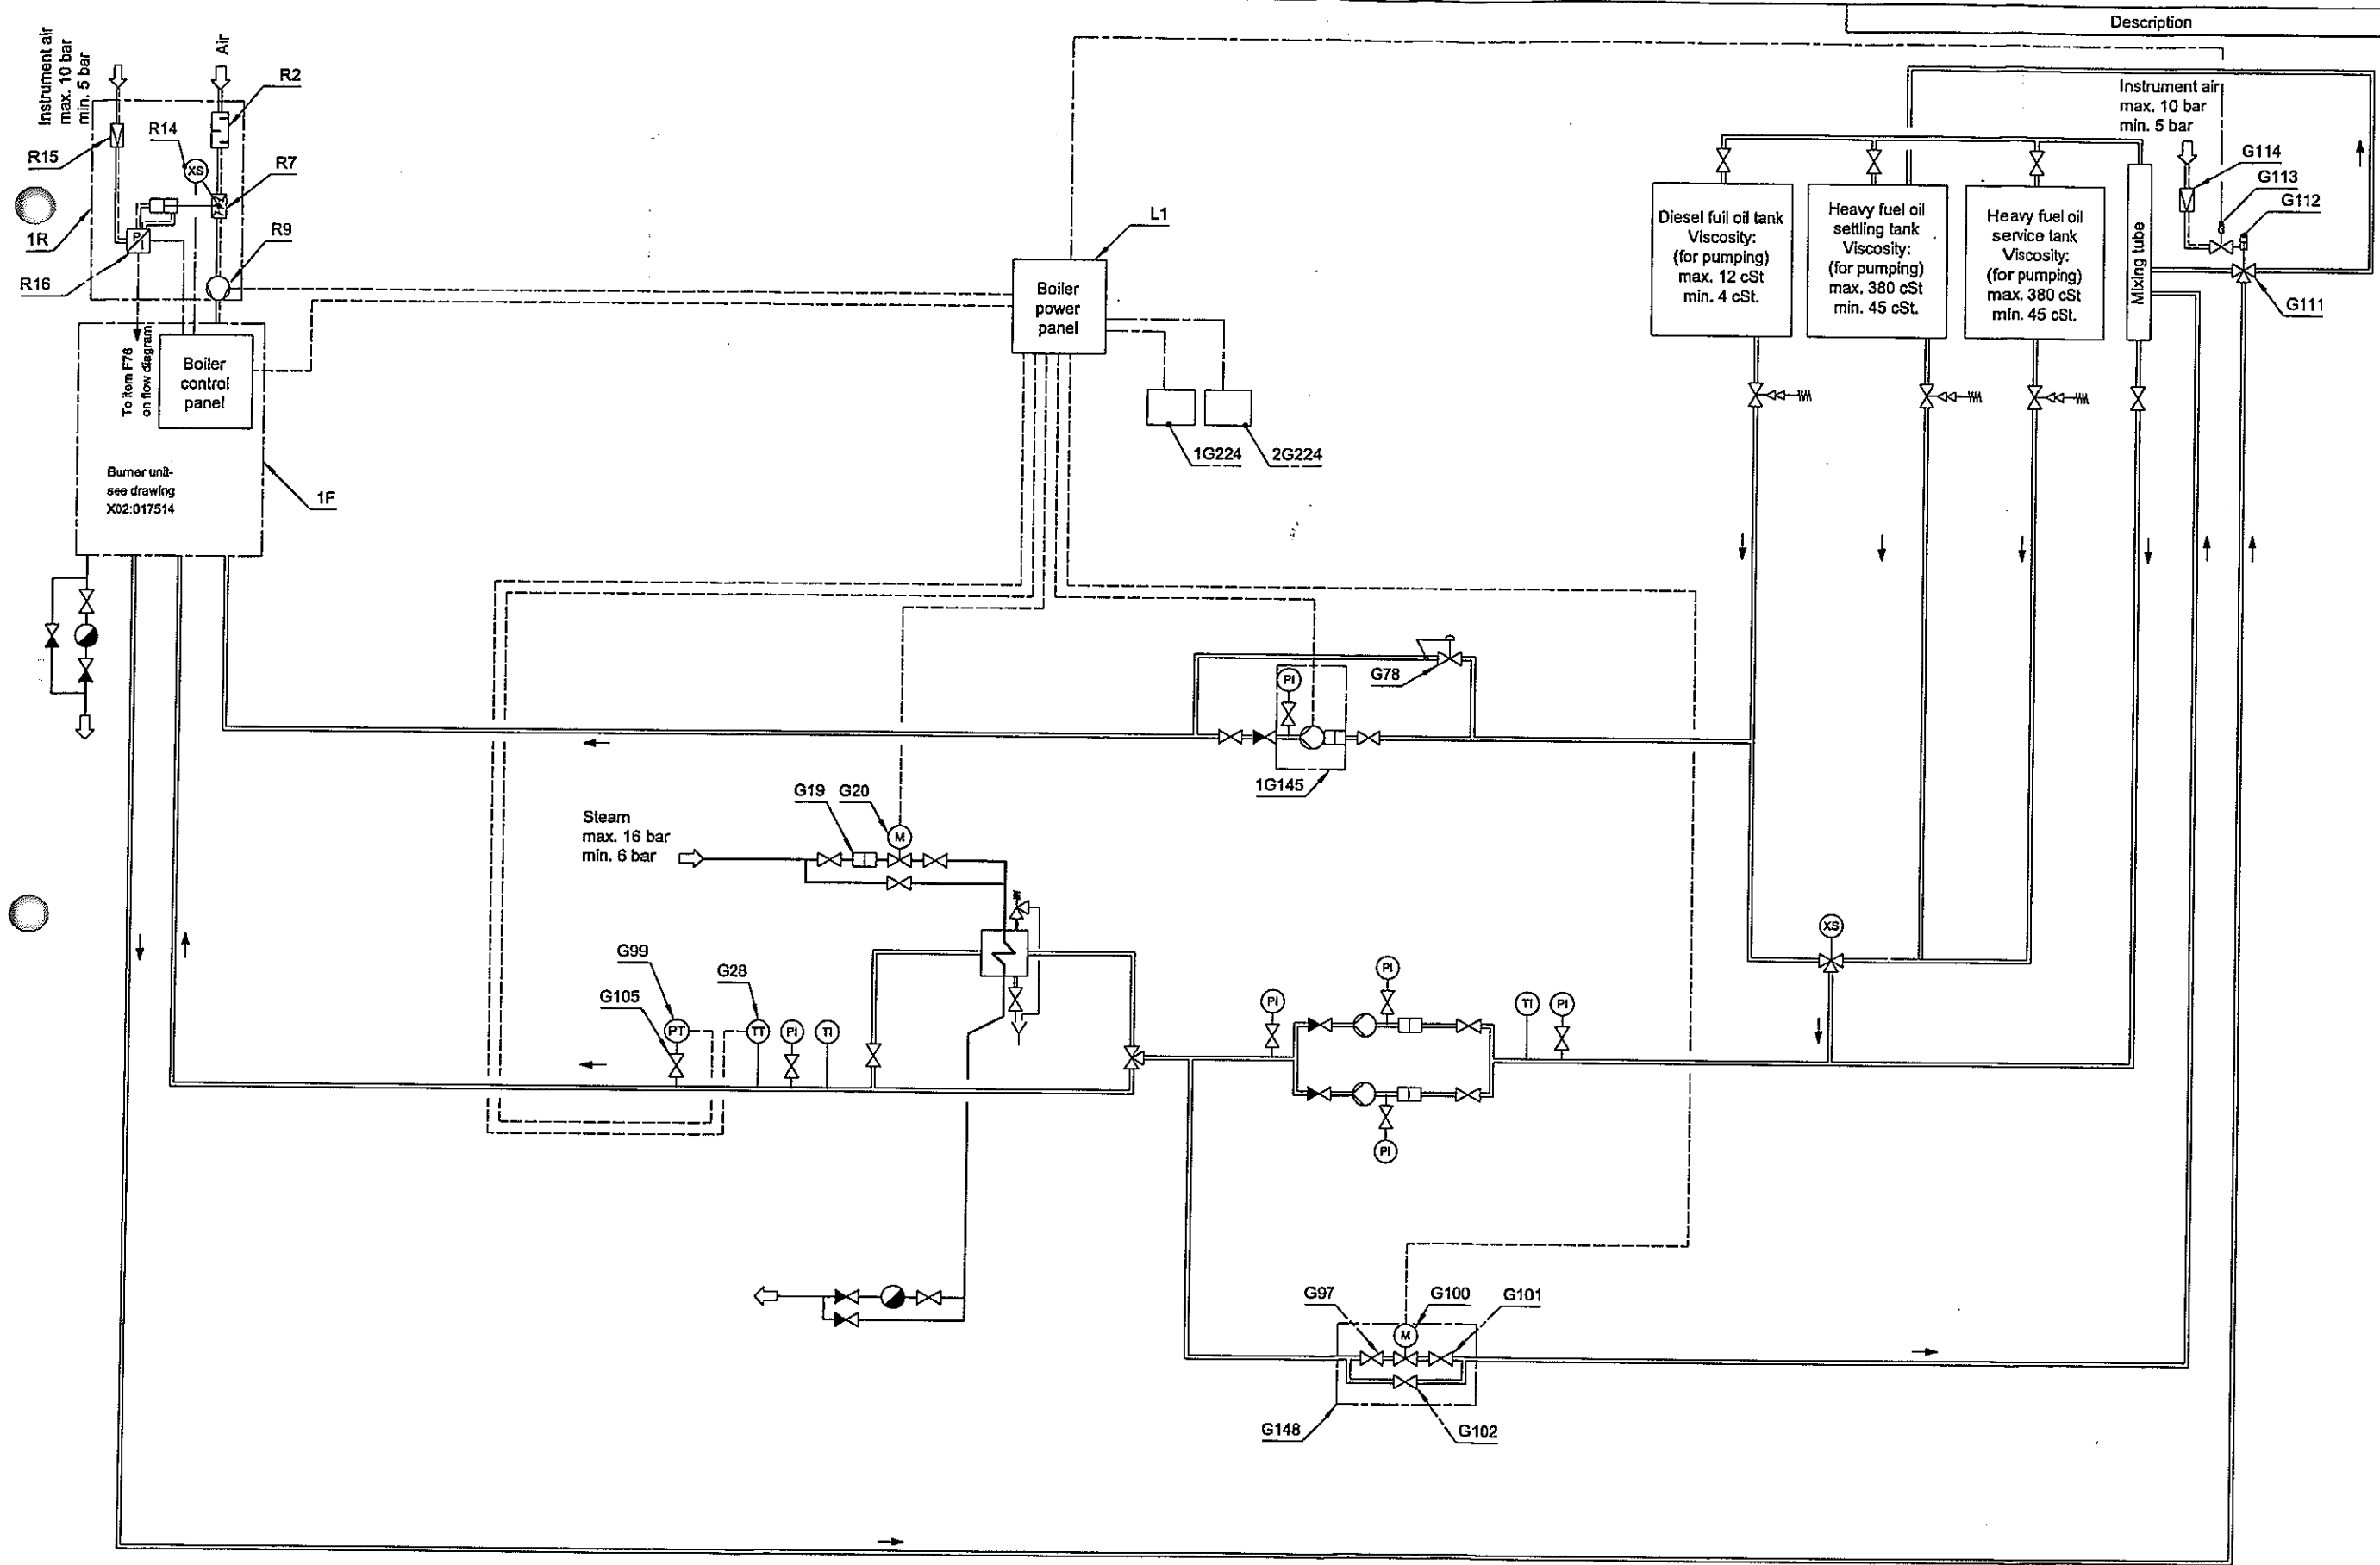 Description
Instrument air
max. 10 bar
min. 5 bar
Air
R2
R14
XS
R15
R7
1R
P
I
R9
R16
To item F76
on flow diagram
Boiler
control
panel
Burner unit-
see drawing
X02:017514
1F
L1
Boiler
power
panel
1G224
2G224
Diesel fuil oil tank
Viscosity:
(for pumping)
max. 12 cSt
min. 4 cSt.
Heavy fuel oil
settling tank
Viscosity:
(for pumping)
max. 380 cSt
min. 45 cSt.
Heavy fuel oil
service tank
Viscosity:
(for pumping)
max. 380 cSt
min. 45 cSt.
Mixing tube
Instrument air
max. 10 bar
min. 5 bar
G114
G113
G112
G111
G78
PI
1G145
G19
G20
M
Steam
max. 16 bar
min. 6 bar
G99
G28
G105
PT
TT
PI
TI
PI
PI
PI
TI
PI
XS
G97
G100
G101
M
G148
G102